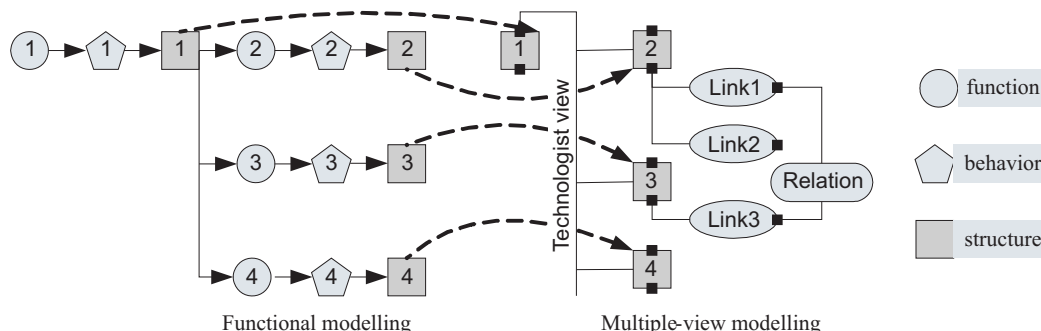 1 1 1 2 2 2 1 2
Link1
function
Link2
3 3 3 3
behavior
Relation
Technologist view
Link3
structure
4 4 4 4
Functional modelling
Multiple-view modelling